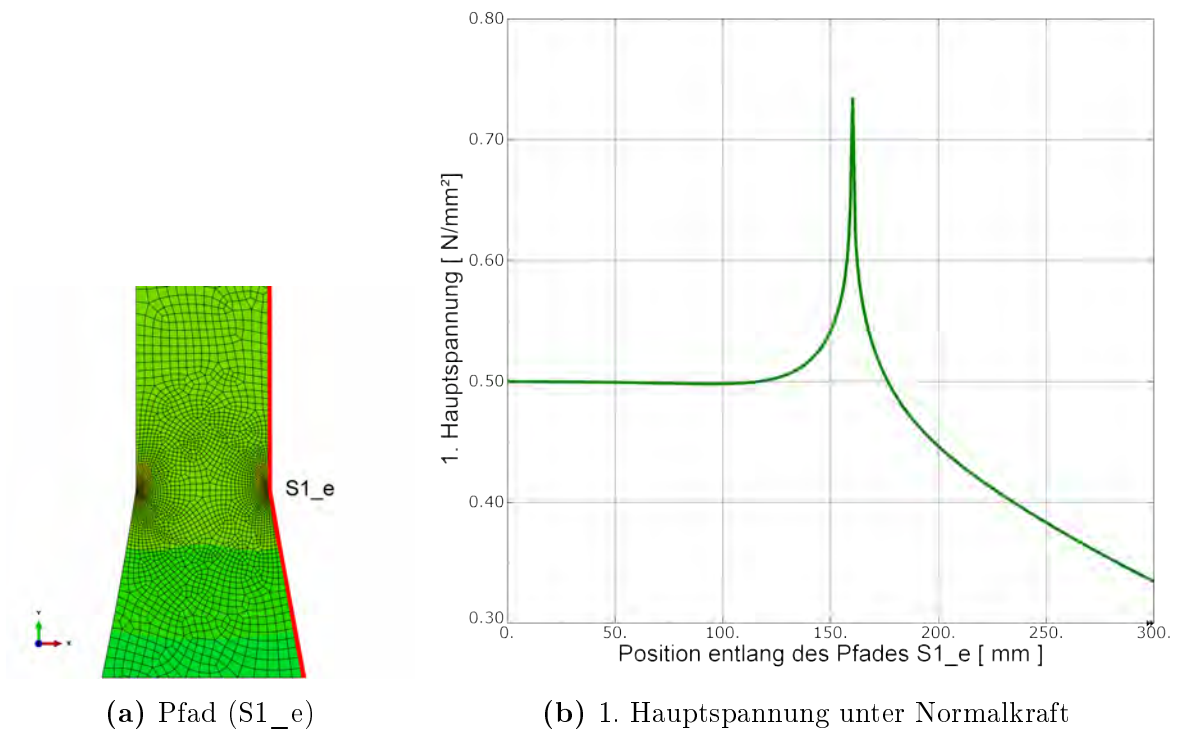 0.80
0.70
0.60
0.50
0.40
0.30
1. Hauptspannung [ N/mm²]
0. 50. 100. 150. 200. 250. 300.
Position entlang des Pfades S1_e [ mm ]
S1_e
Y
X
(a) Pfad (S1_e)
(b) 1. Hauptspannung unter Normalkraft